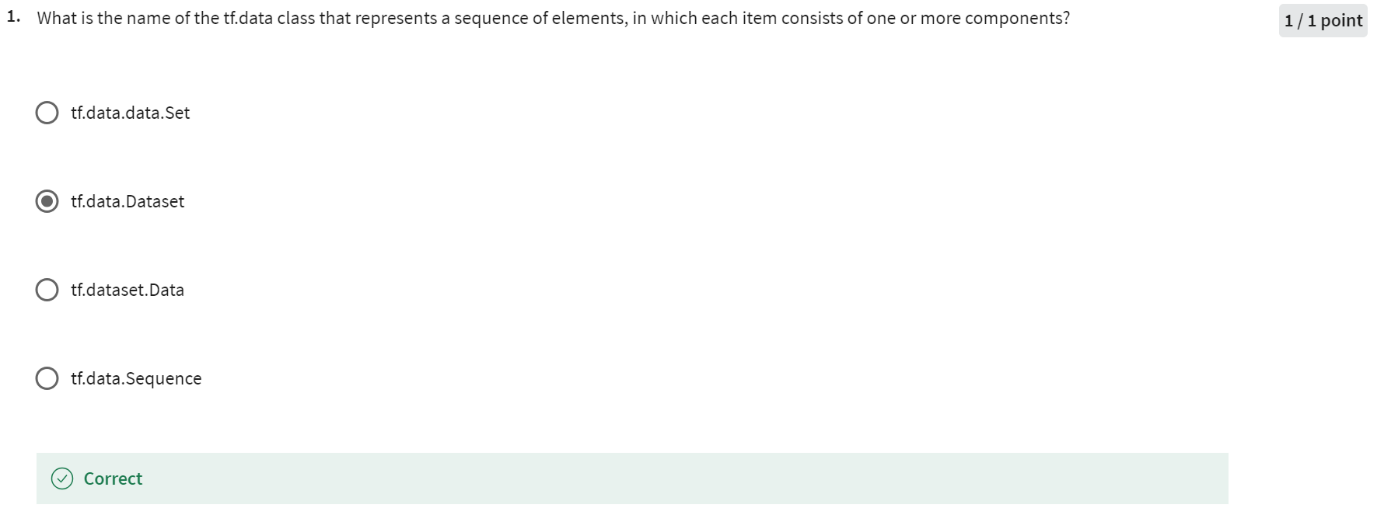 1. What is the name of the tf.data class that represents a sequence of elements, in which each item consists of one or more components?
1 / 1 point
tf.data.data.Set
tf.data.Dataset
tf.dataset.Data
tf.data.Sequence
Correct